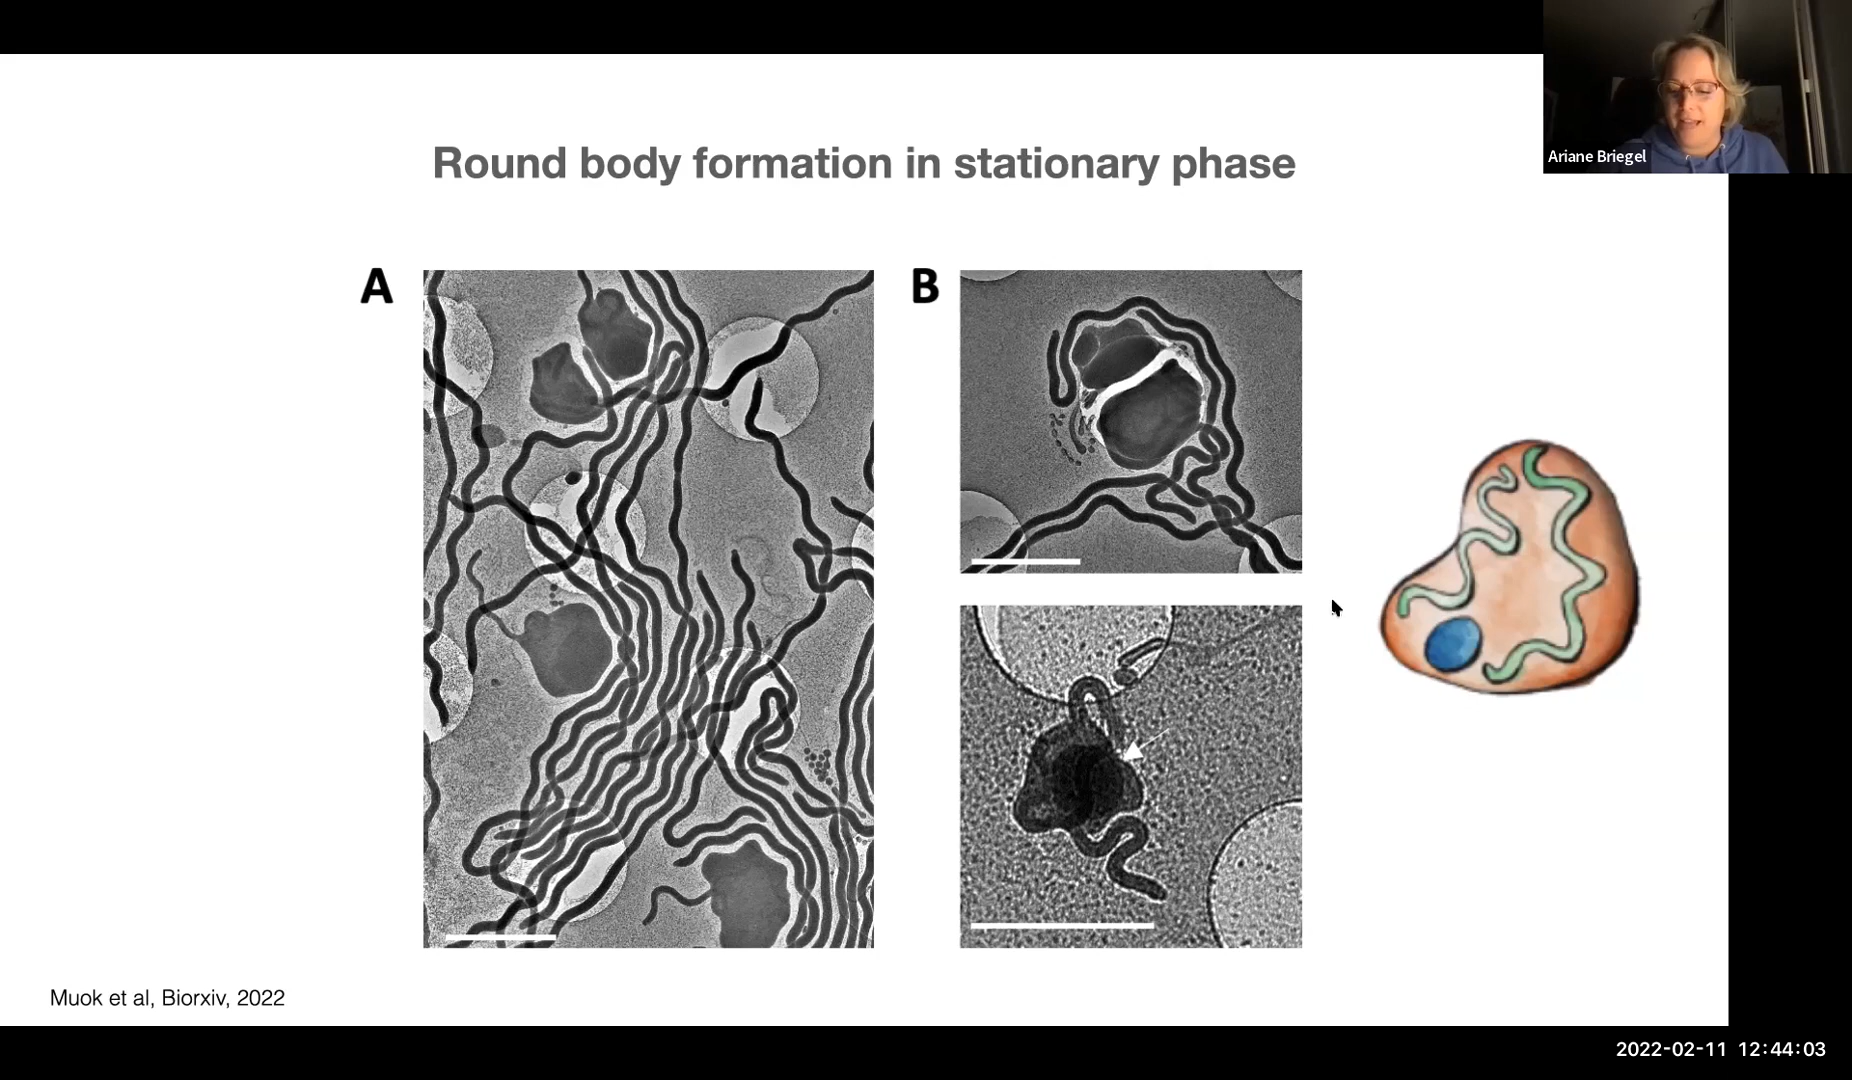 Ariane Briegel
Round body formation in stationary phase
A
B
Muok et al, Biorxiv, 2022
2022-02-11 12:44:03